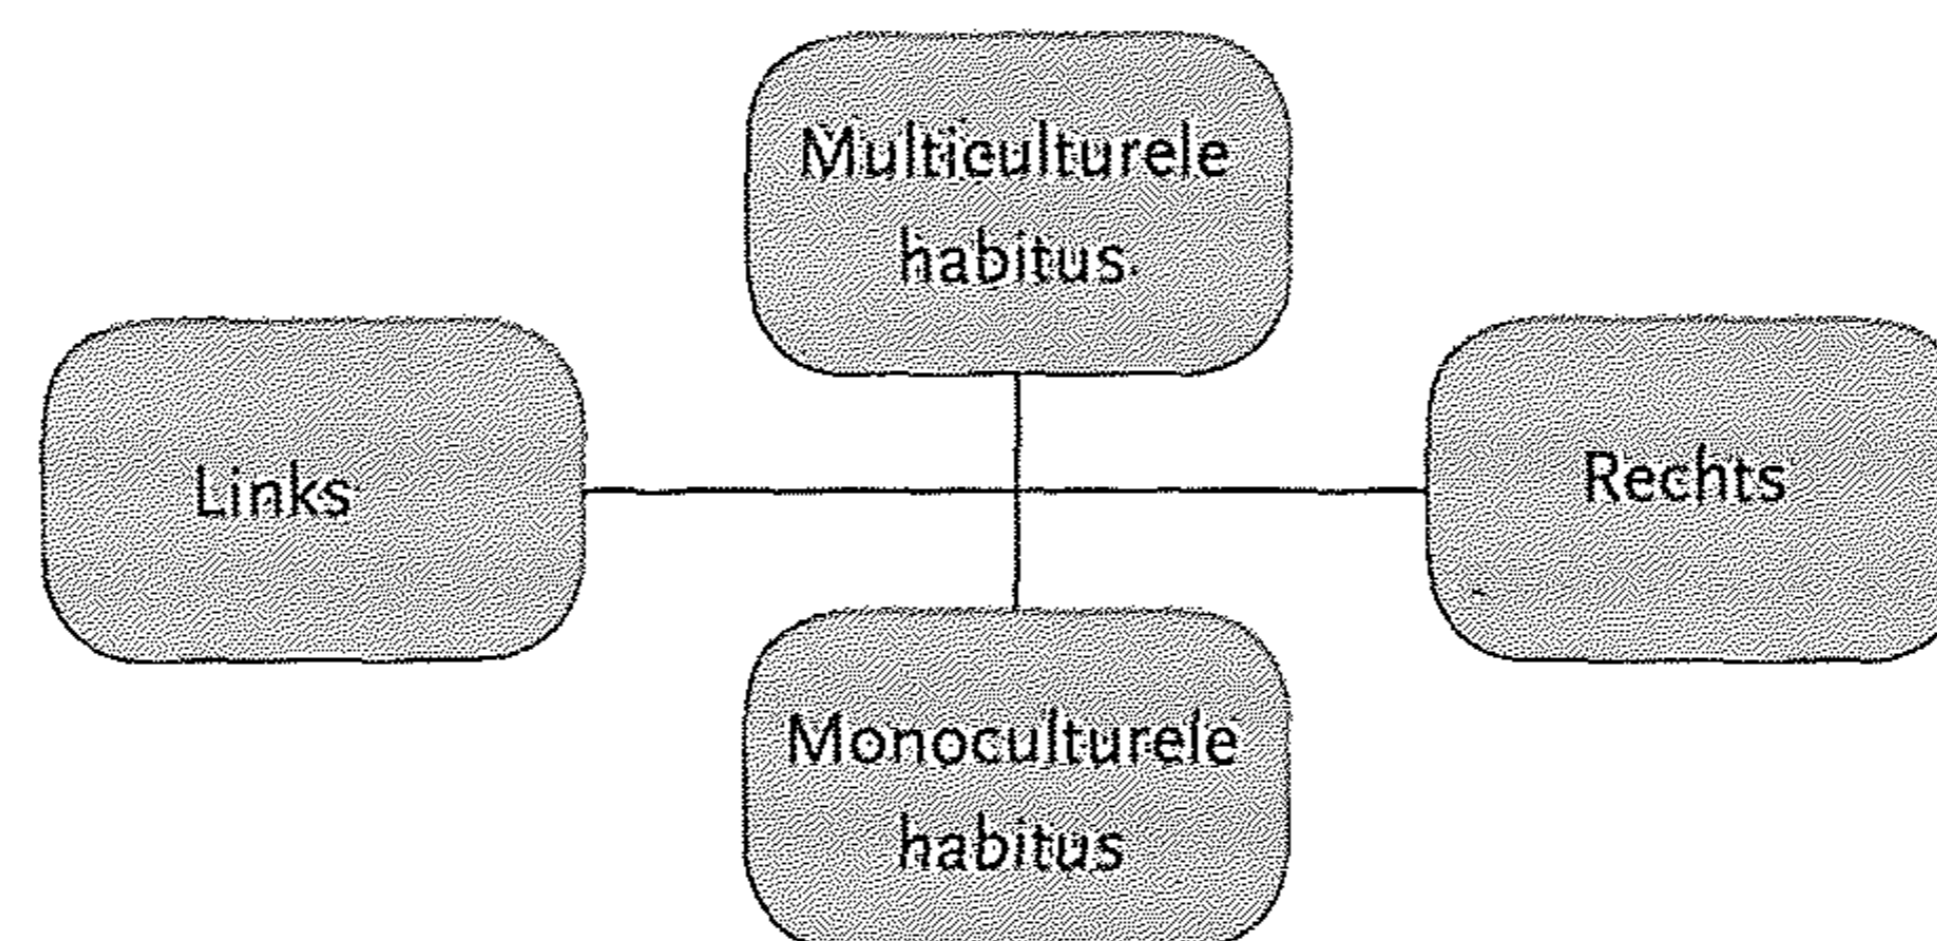 Multiculturele
habitus
Links
Rechts
Monoculturele
habitus